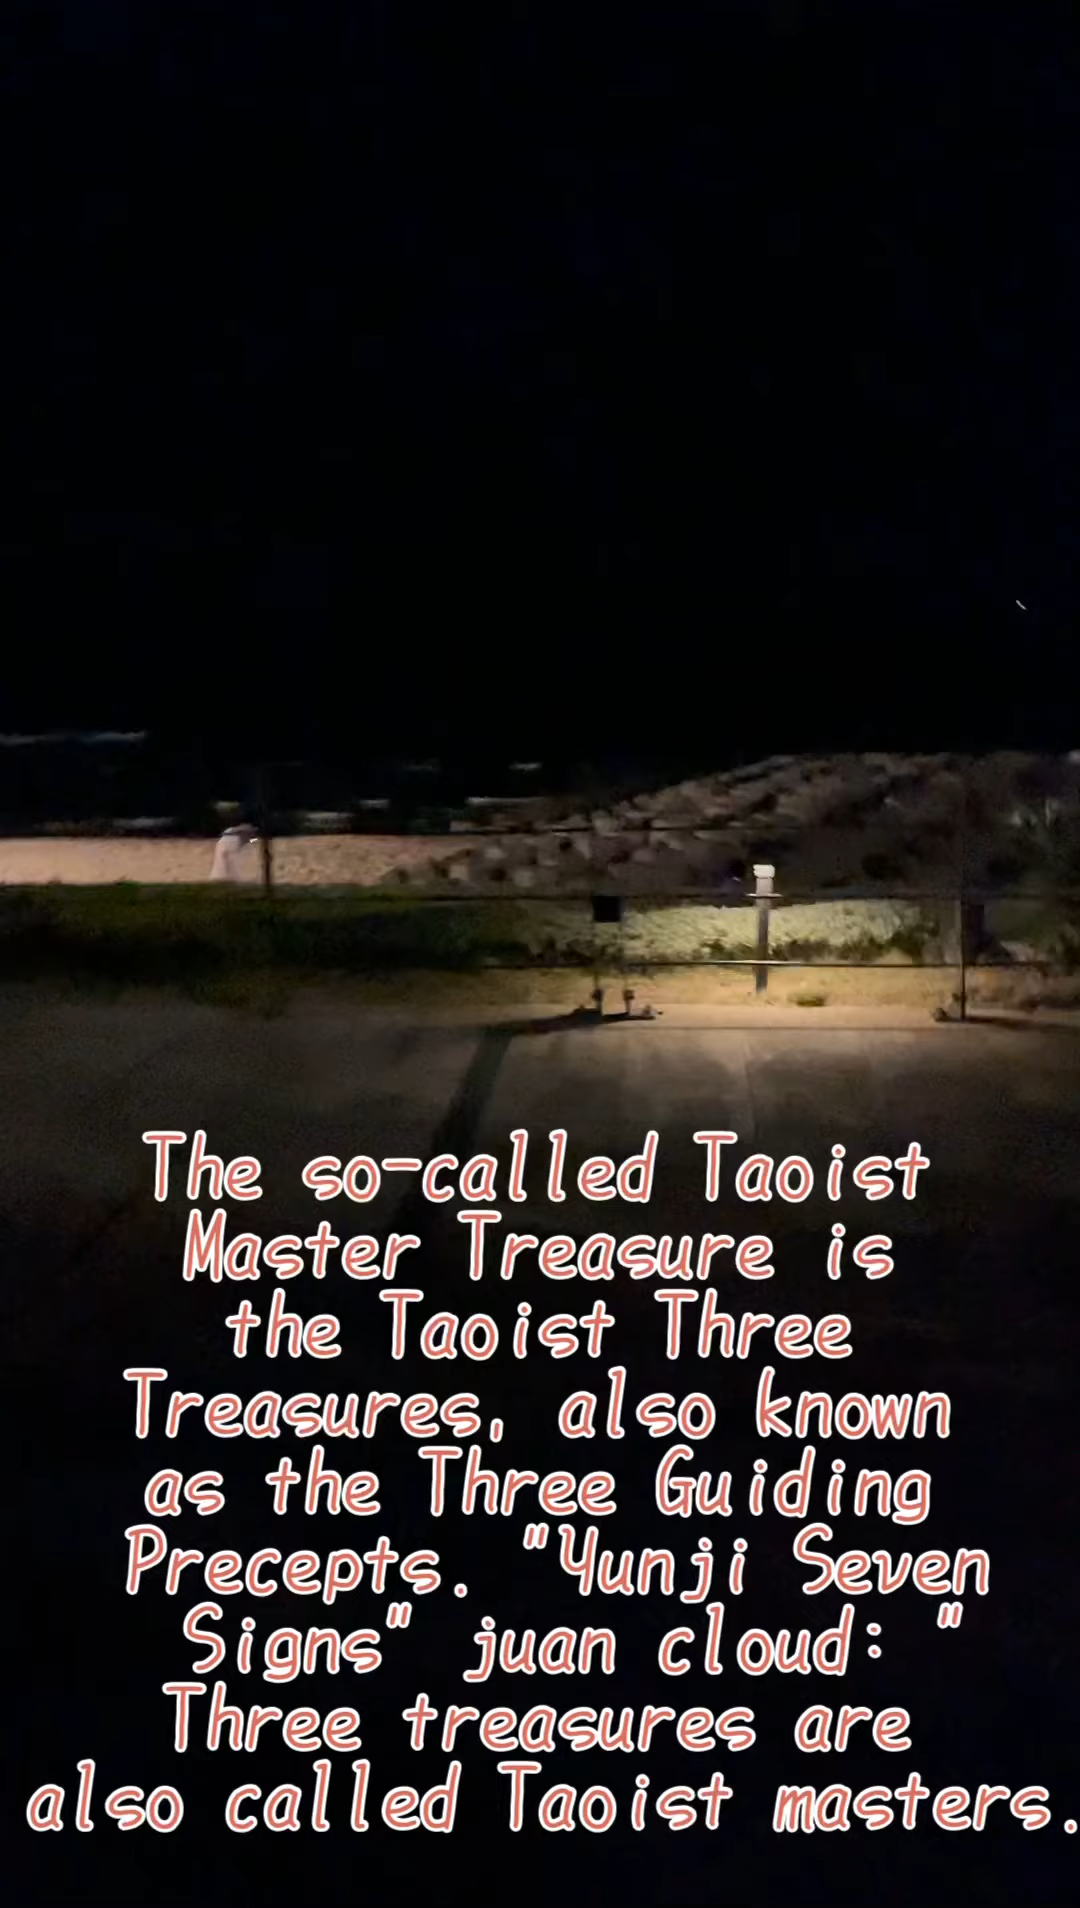 The so-called Taoist
Master Treasure is
the Taoist Three
Treasures, also known
as the Three Guiding
Precepts. "Yunji Seven
Signs" juan cloud: "
Three treasures are
also called Taoist masters.